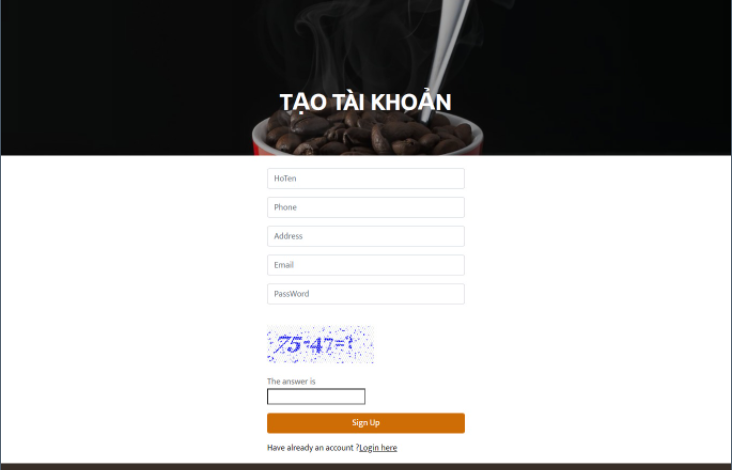 TẠO TÀI KHOẢN
HoTen
Phone
Address
Email
PassWord
75-47=?
The answer is
Sign Up
Have already an account ?Login here